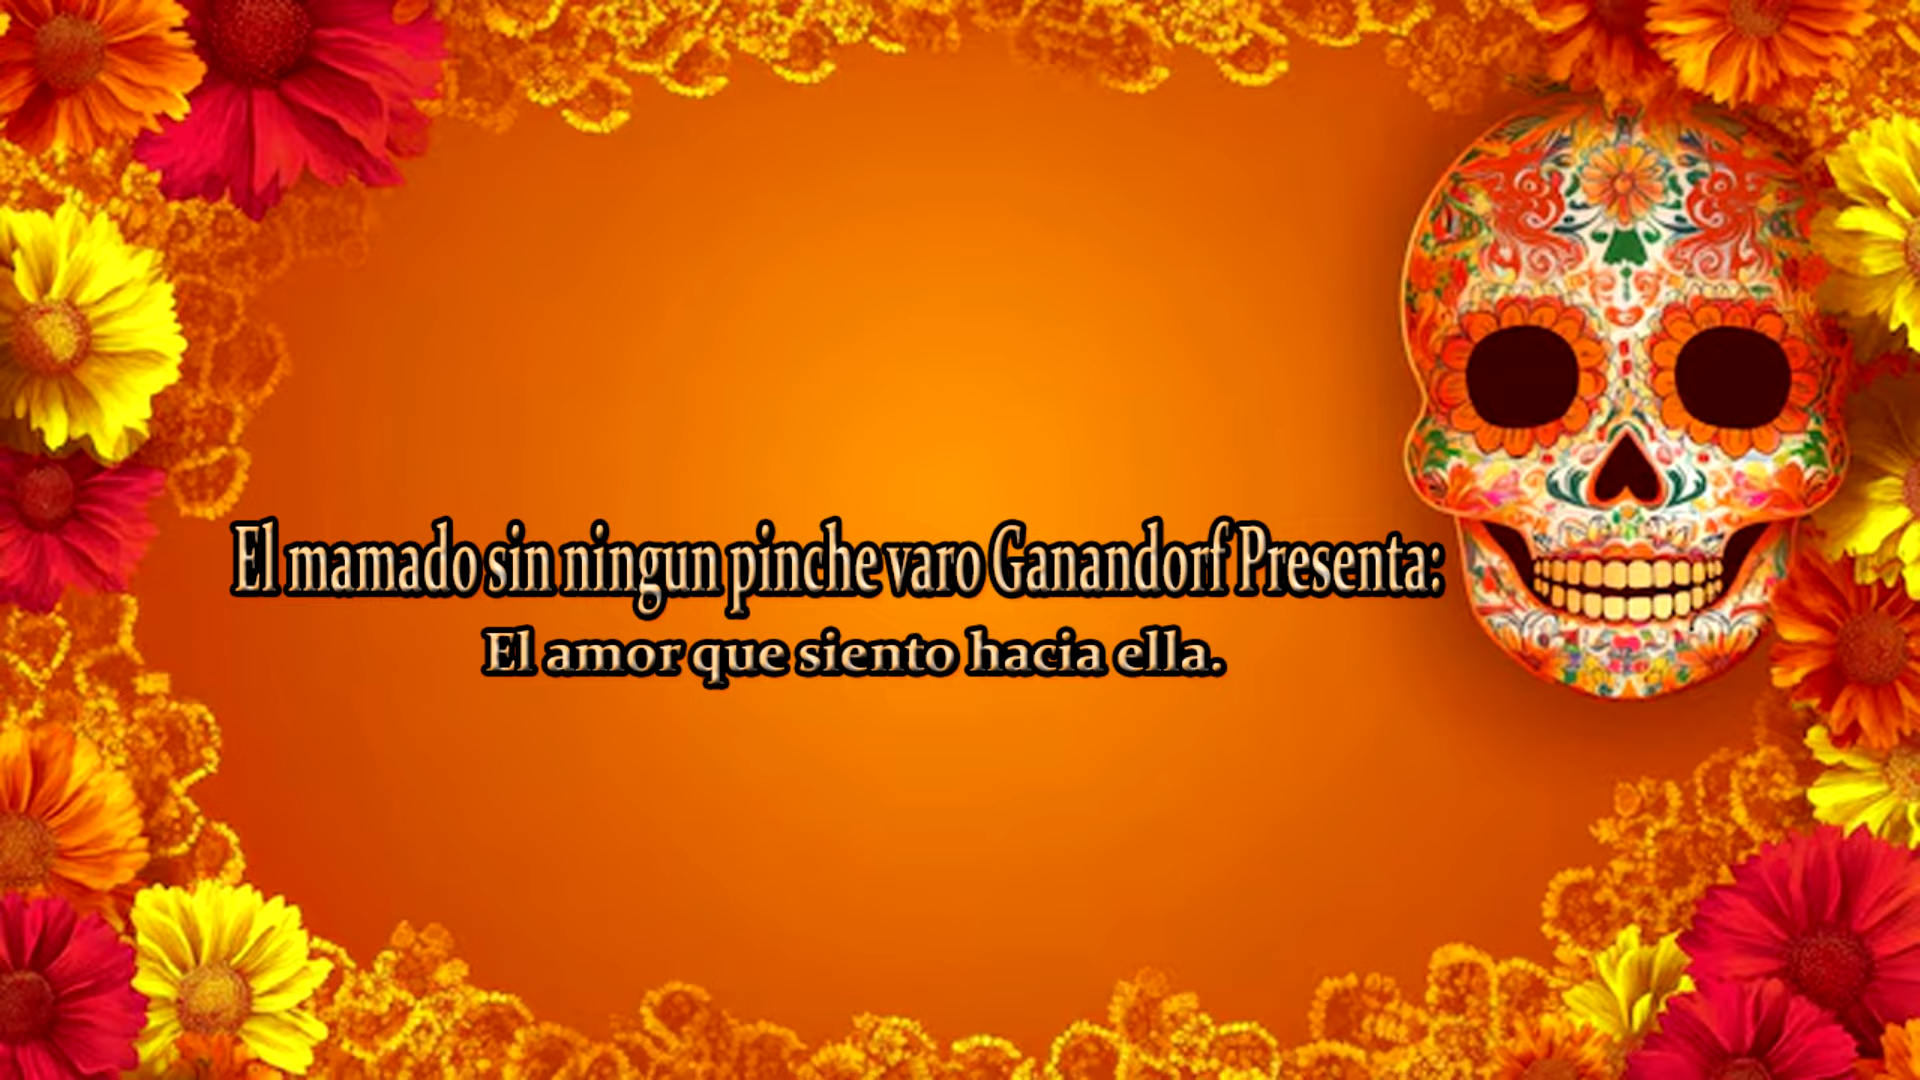 El mamado sin ningun pinche varo Ganandorf Presenta:
El amor que siento hacia ella.